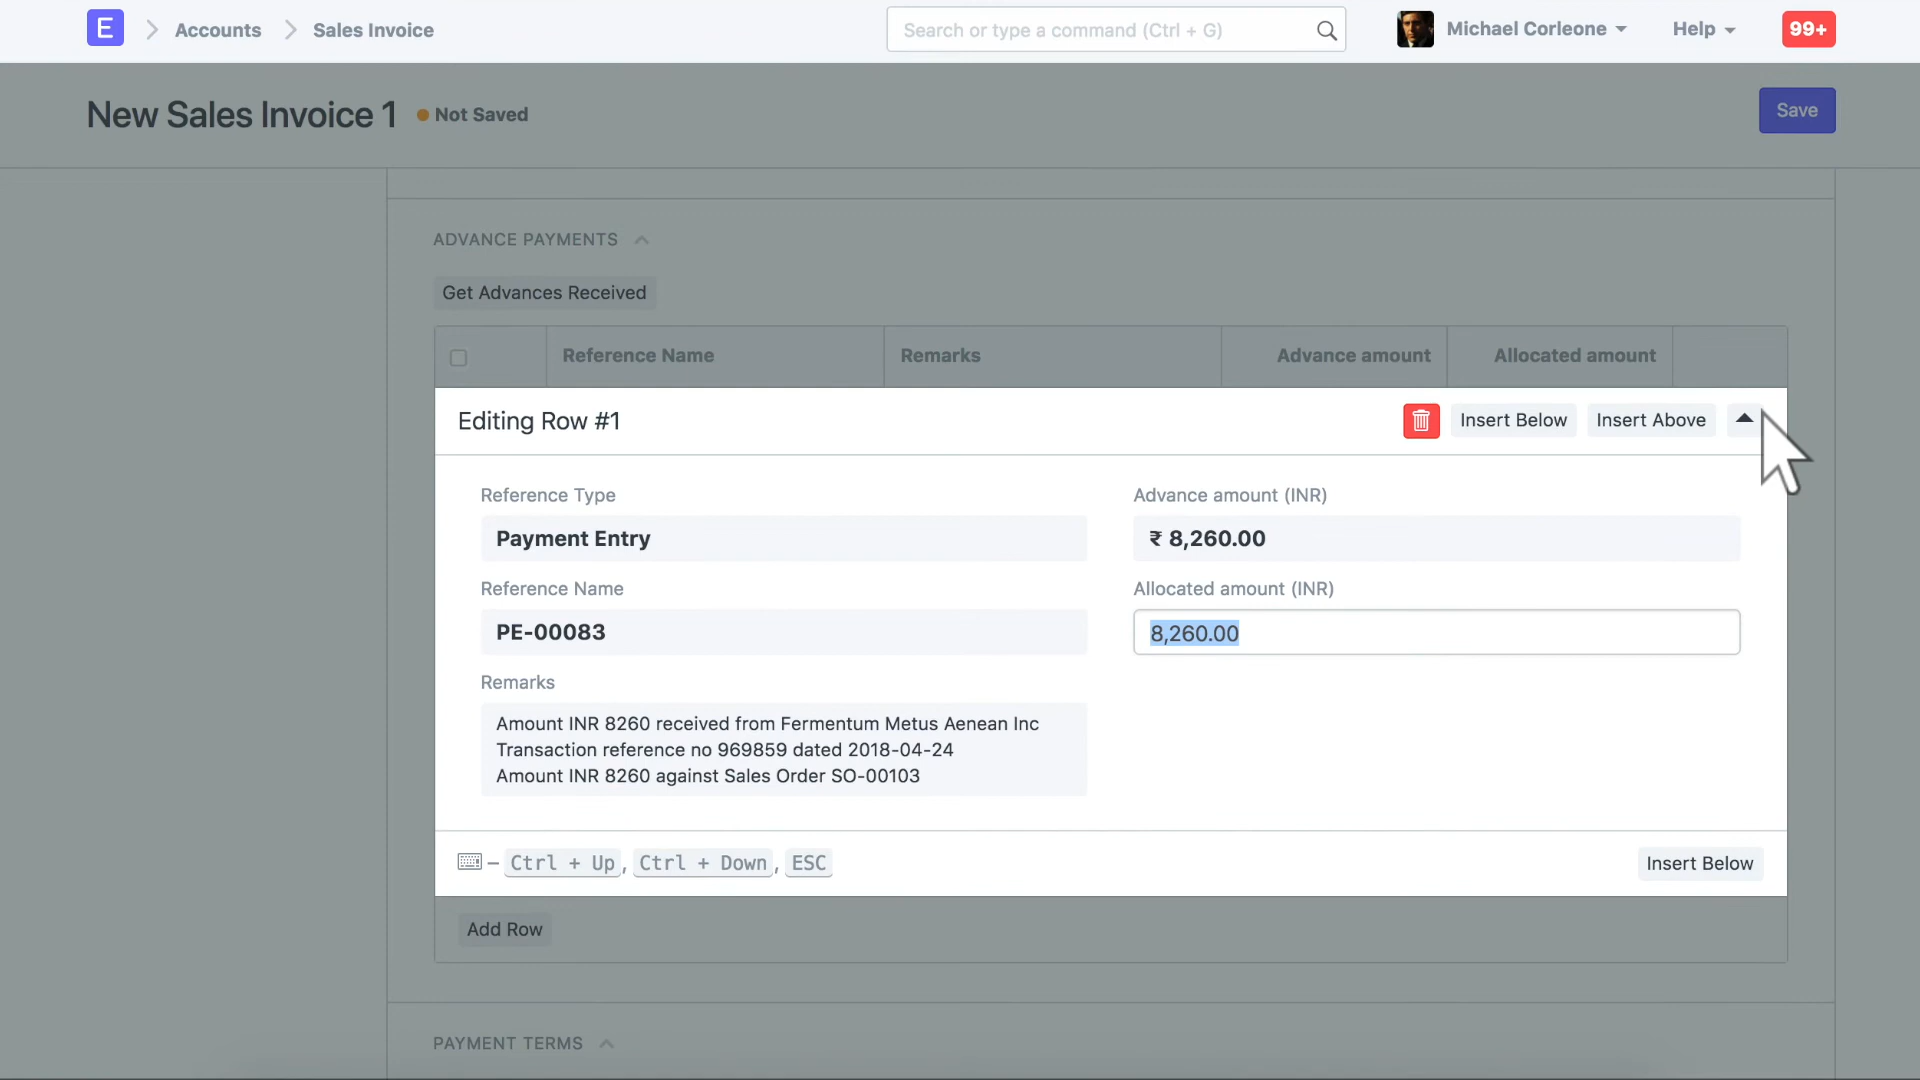 E
Accounts
Sales Invoice
Search or type a command (Ctrl + G)
Michael Corleone
Help
99+
New Sales Invoice 1
Not Saved
Save
ADVANCE PAYMENTS
Get Advances Received
Reference Name
Remarks
Advance amount
Allocated amount
Editing Row #1
Insert Below
Insert Above
Reference Type
Payment Entry
Advance amount (INR)
₹ 8,260.00
Reference Name
PE-00083
Allocated amount (INR)
8,260.00
Remarks
Amount INR 8260 received from Fermentum Metus Aenean Inc
Transaction reference no 969859 dated 2018-04-24
Amount INR 8260 against Sales Order SO-00103
– Ctrl + Up, Ctrl + Down, ESC
Insert Below
Add Row
PAYMENT TERMS